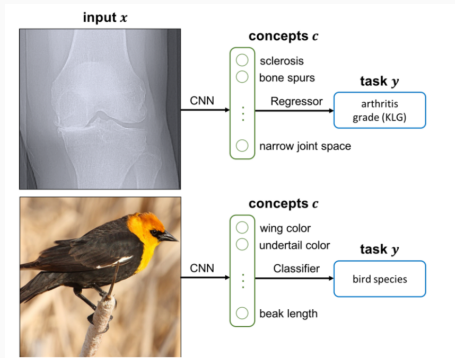 input x
concepts c
sclerosis
bone spurs
task y
CNN
Regressor
arthritis
grade (KLG)
⋮
narrow joint space
concepts c
wing color
undertail color
task y
CNN
Classifier
bird species
⋮
beak length